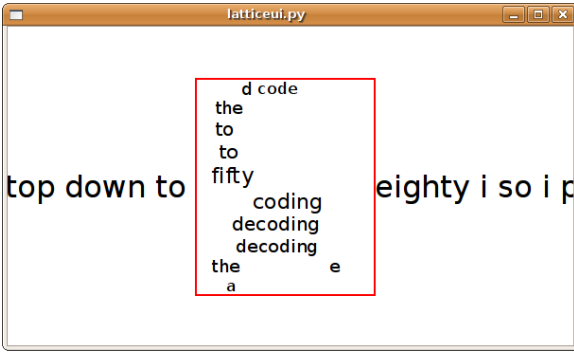 latticeui.py
d code
the
to
to
top down to fifty eighty i so i p
coding
decoding
decoding
the e
a